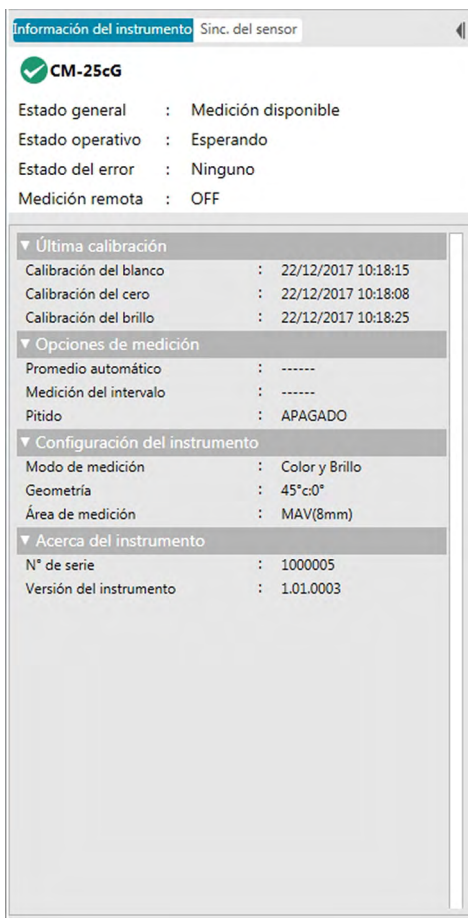 Información del instrumento Sinc. del sensor
CM-25cG
Estado general : Medición disponible
Estado operativo : Esperando
Estado del error : Ninguno
Medición remota : OFF
▼ Última calibración
Calibración del blanco : 22/12/2017 10:18:15
Calibración del cero : 22/12/2017 10:18:08
Calibración del brillo : 22/12/2017 10:18:25
▼ Opciones de medición
Promedio automático : ------
Medición del intervalo : ------
Pitido : APAGADO
▼ Configuración del instrumento
Modo de medición : Color y Brillo
Geometría : 45°c:0°
Área de medición : MAV(8mm)
▼ Acerca del instrumento
N° de serie : 1000005
Versión del instrumento : 1.01.0003